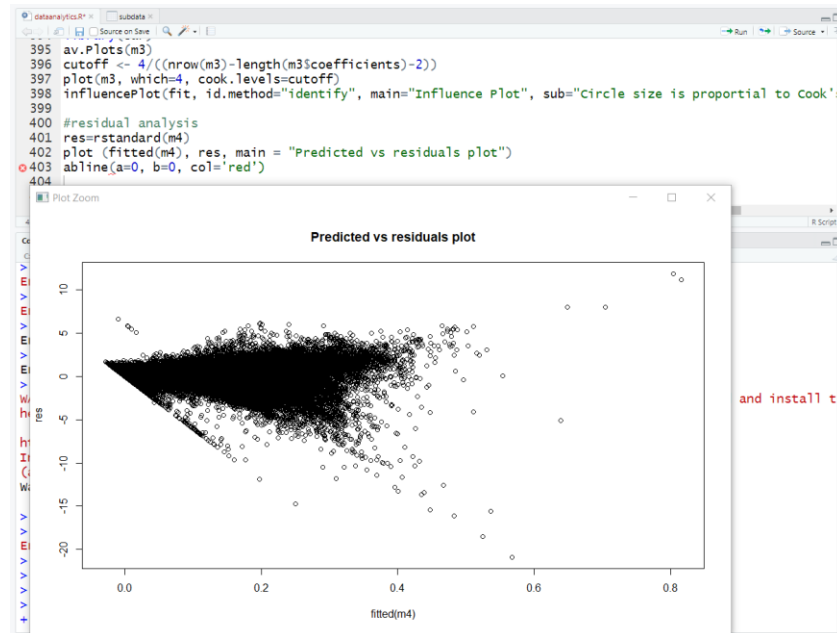 dataanalytics.R* × subdata ×
Source on Save Run Source
395 av.Plots(m3)
396 cutoff <- 4/((nrow(m3)-length(m3$coefficients)-2))
397 plot(m3, which=4, cook.levels=cutoff)
398 influencePlot(fit, id.method="identify", main="Influence Plot", sub="Circle size is proportial to Cook's
399
400 #residual analysis
401 res=rstandard(m4)
402 plot (fitted(m4), res, main = "Predicted vs residuals plot")
403 abline(a=0, b=0, col='red')
404
Plot Zoom
R Script
Predicted vs residuals plot
10
5
0
-5
-10
-15
-20
res
0.0 0.2 0.4 0.6 0.8
fitted(m4)
>
>
>
>
>
and install t
>
>
>
>
>
>
+